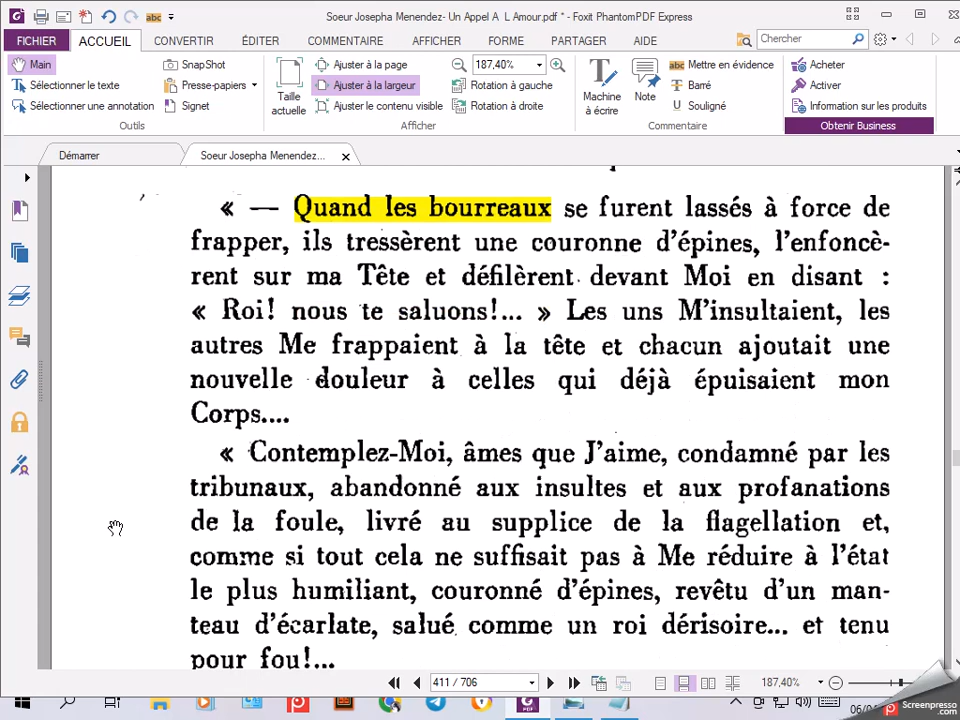 Soeur Josepha Menendez- Un Appel A L Amour.pdf * - Foxit PhantomPDF Express
FICHIER ACCUEIL CONVERTIR ÉDITER COMMENTAIRE AFFICHER FORME PARTAGER AIDE Chercher
Main SnapShot Ajuster à la page 187,40% abc Mettre en évidence Acheter
Sélectionner le texte Presse-papiers Ajuster à la largeur Rotation à gauche Barré Activer
Sélectionner une annotation Signet Taille actuelle Ajuster le contenu visible Rotation à droite Machine à écrire Note Souligné Information sur les produits
Outils Afficher Commentaire Obtenir Business
Démarrer Soeur Josepha Menendez...
« — Quand les bourreaux se furent lassés à force de
frapper, ils tressèrent une couronne d'épines, l'enfoncè-
rent sur ma Tête et défilèrent devant Moi en disant :
« Roi! nous te saluons!... » Les uns M'insultaient, les
autres Me frappaient à la tête et chacun ajoutait une
nouvelle douleur à celles qui déjà épuisaient mon
Corps....
« Contemplez-Moi, âmes que J'aime, condamné par les
tribunaux, abandonné aux insultes et aux profanations
de la foule, livré au supplice de la flagellation et,
comme si tout cela ne suffisait pas à Me réduire à l'état
le plus humiliant, couronné d'épines, revêtu d'un man-
teau d'écarlate, salué comme un roi dérisoire... et tenu
pour fou!...
411 / 706 187,40%
Screenpresso
.com